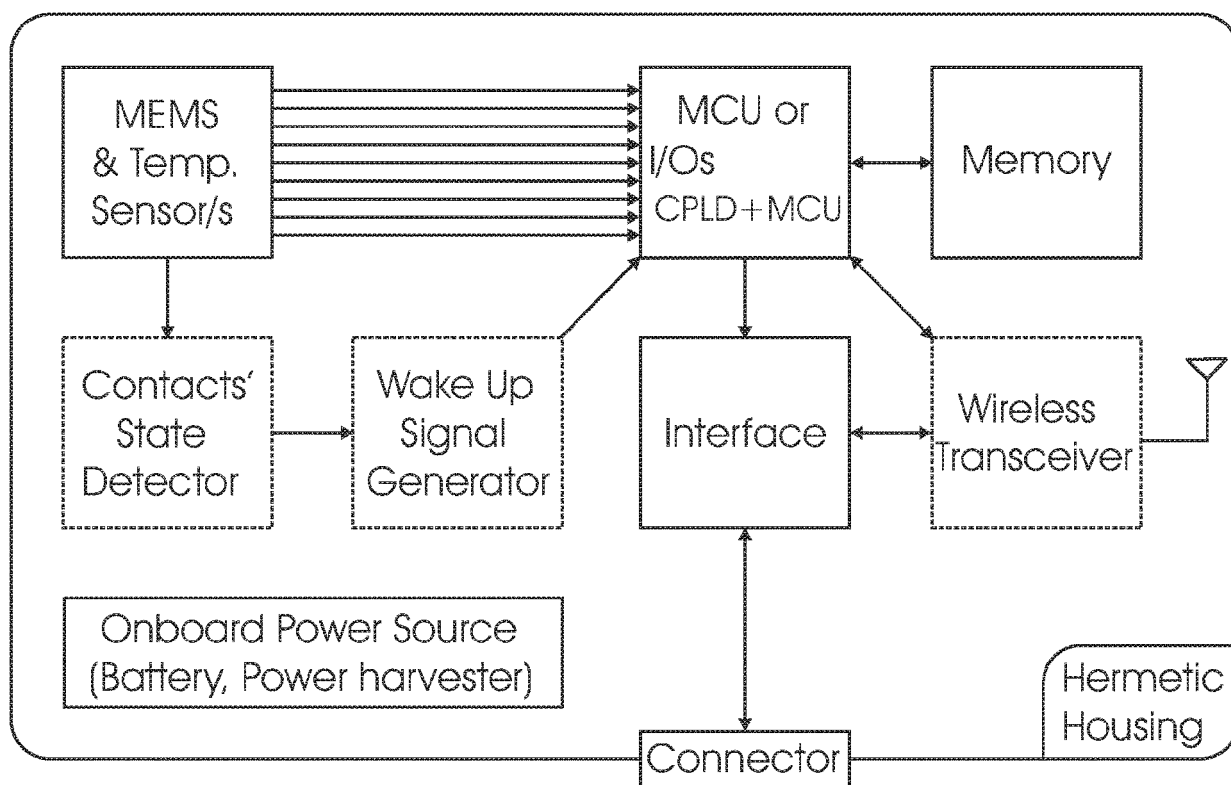 MEMS
& Temp.
Sensor/s
MCU or
I/Os
CPLD+MCU
Memory
Contacts'
State
Detector
Wake Up
Signal
Generator
Interface
Wireless
Transceiver
Onboard Power Source
(Battery, Power harvester)
Hermetic
Housing
Connector